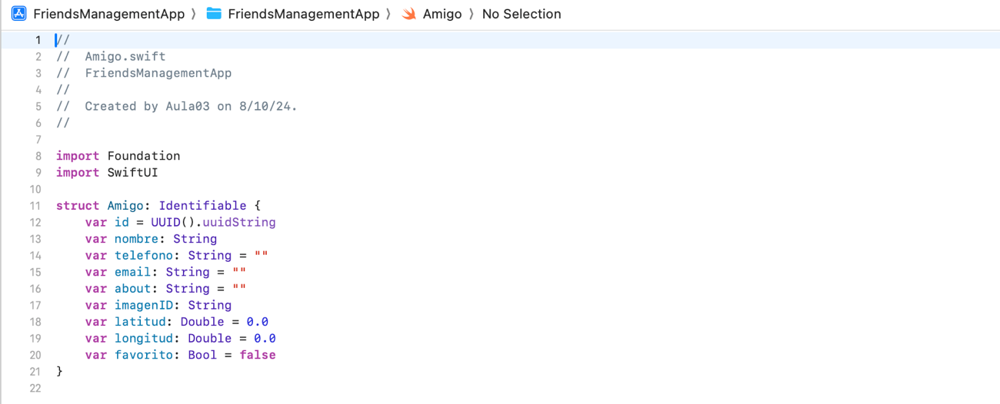 FriendsManagementApp 〉 FriendsManagementApp 〉 Amigo 〉 No Selection
1 //
2 //  Amigo.swift
3 //  FriendsManagementApp
4 //
5 //  Created by Aula03 on 8/10/24.
6 //
7
8 import Foundation
9 import SwiftUI
10
11 struct Amigo: Identifiable {
12     var id = UUID().uuidString
13     var nombre: String
14     var telefono: String = ""
15     var email: String = ""
16     var about: String = ""
17     var imagenID: String
18     var latitud: Double = 0.0
19     var longitud: Double = 0.0
20     var favorito: Bool = false
21 }
22